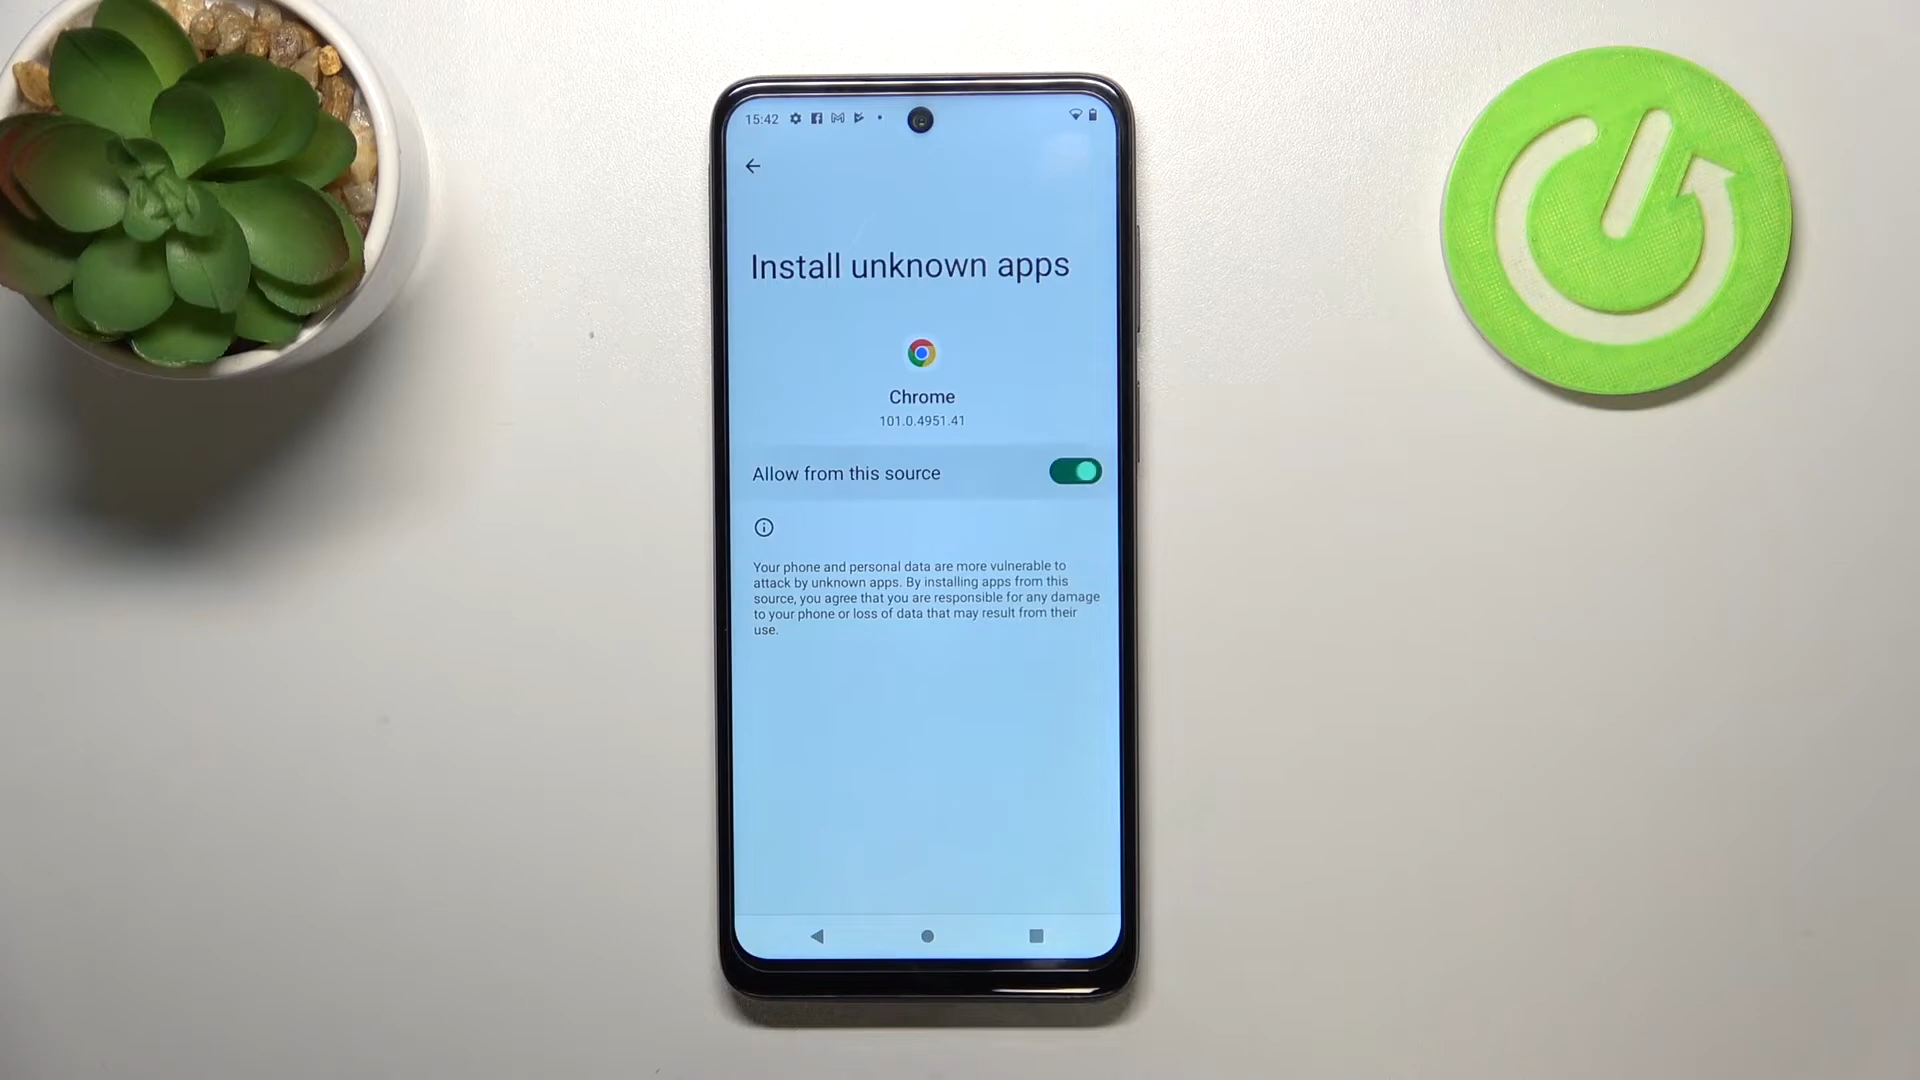 15:42
Install unknown apps
Chrome
101.0.4951.41
Allow from this source
Your phone and personal data are more vulnerable to
attack by unknown apps. By installing apps from this
source, you agree that you are responsible for any damage
to your phone or loss of data that may result from their
use.